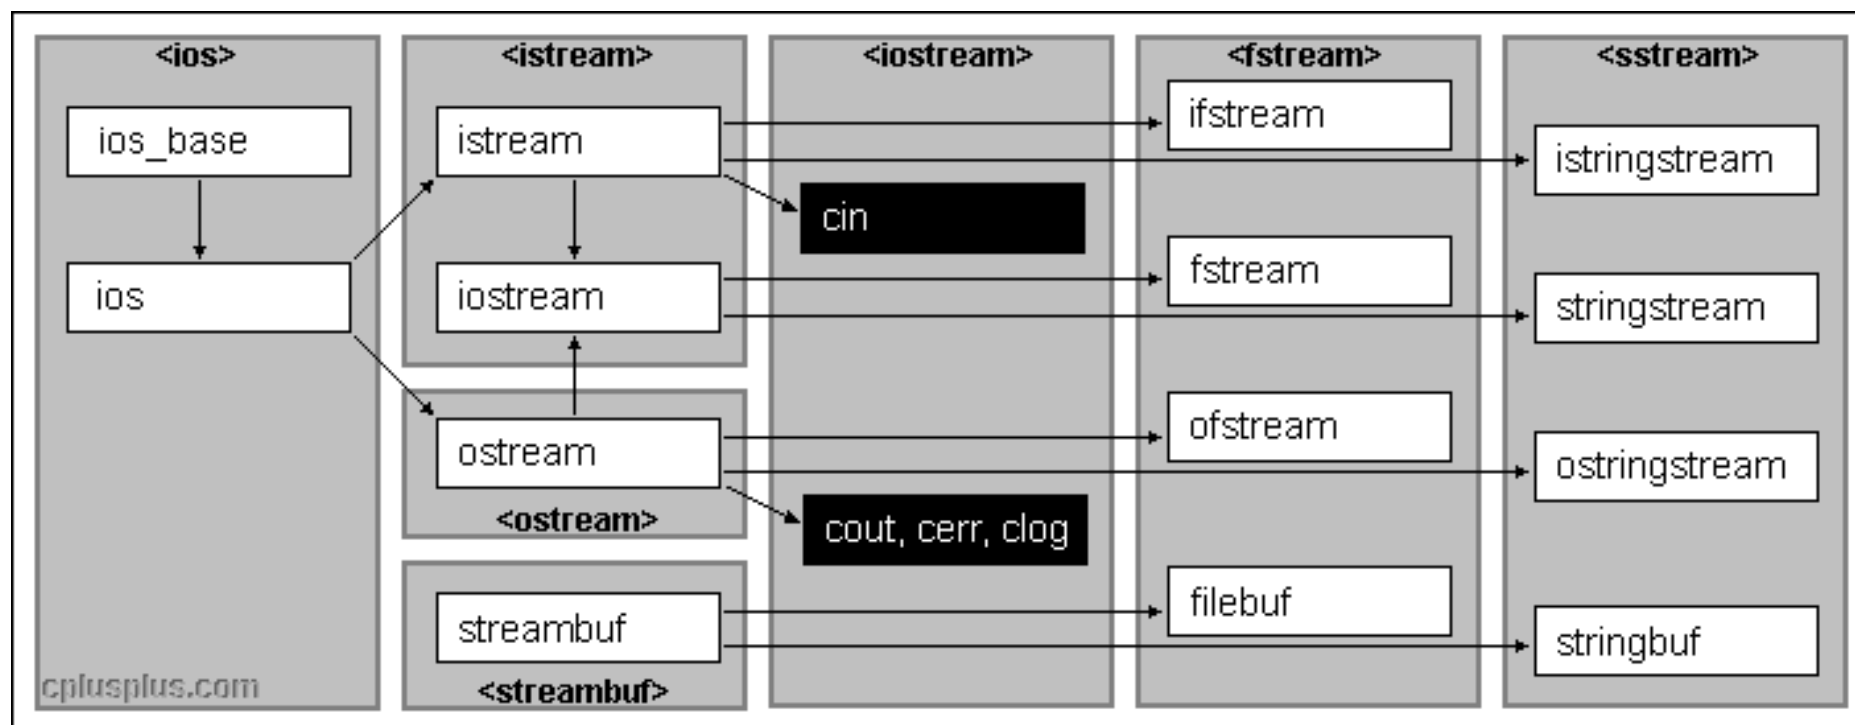 <ios>
ios_base
ios
cplusplus.com
<istream>
istream
iostream
ostream
<ostream>
streambuf
<streambuf>
<iostream>
cin
cout, cerr, clog
<fstream>
ifstream
fstream
ofstream
filebuf
<sstream>
istringstream
stringstream
ostringstream
stringbuf